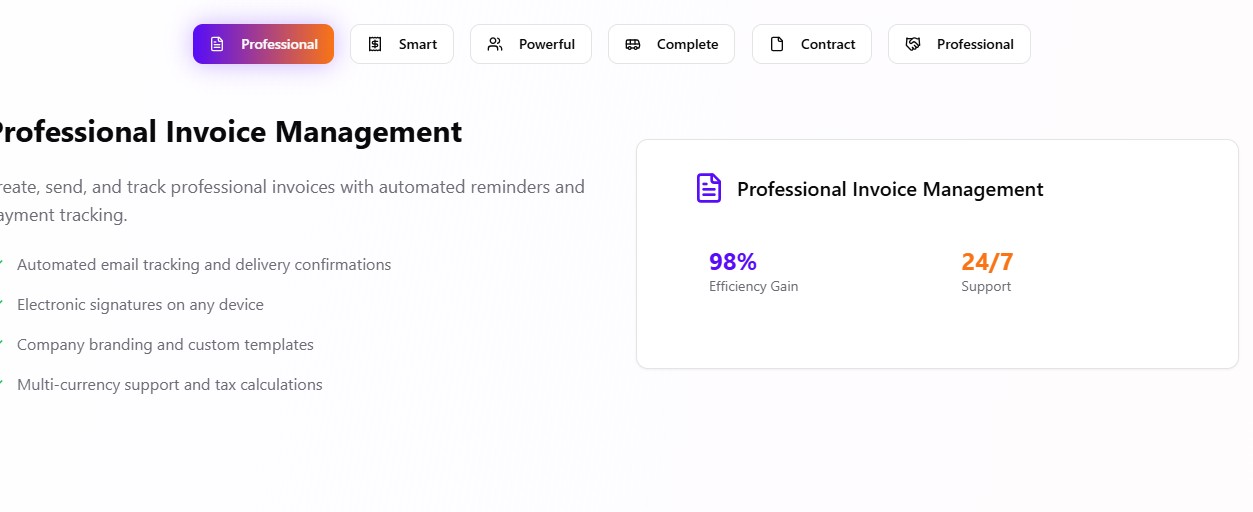 Professional
Smart
Powerful
Complete
Contract
Professional
Professional Invoice Management
reate, send, and track professional invoices with automated reminders and
ayment tracking.
Automated email tracking and delivery confirmations
Electronic signatures on any device
Company branding and custom templates
Multi-currency support and tax calculations
Professional Invoice Management
98%
Efficiency Gain
24/7
Support